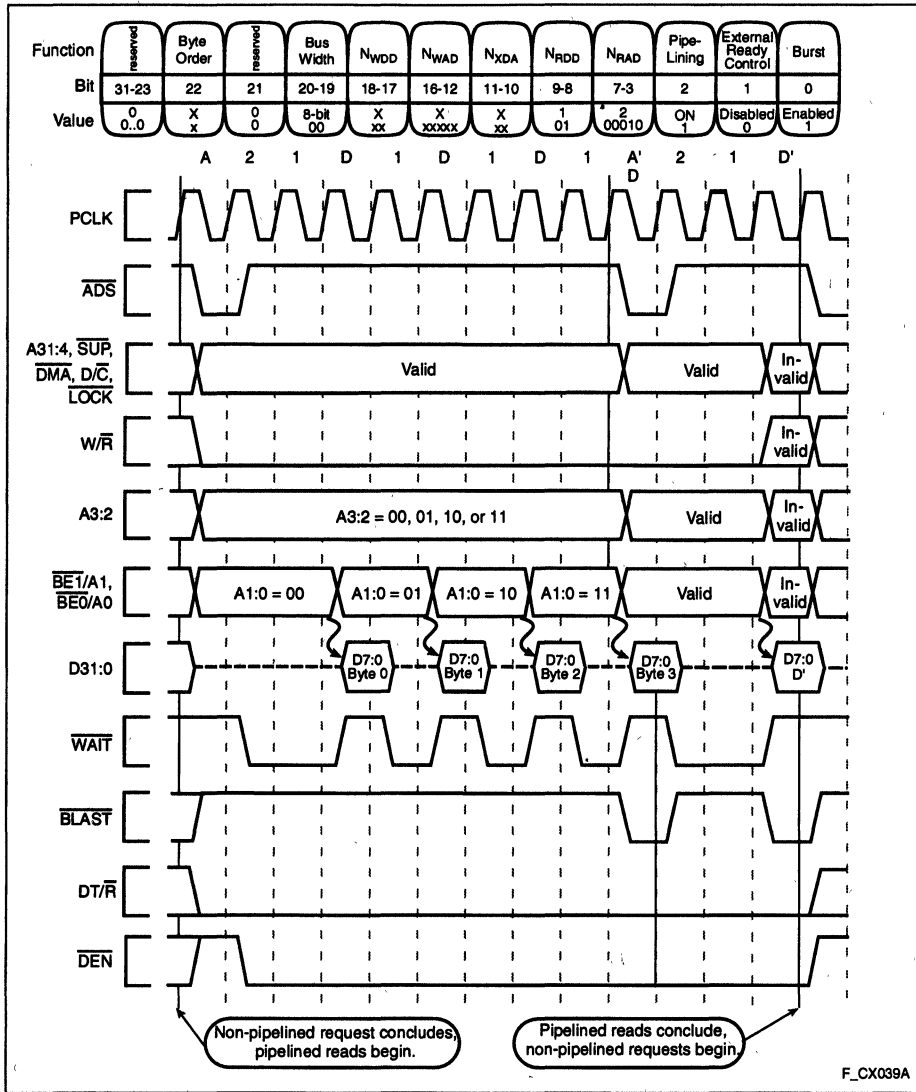 Function reserved Byte Order reserved Bus Width NWDD NWAD NXDA NRDD NRAD Pipe- Lining External Ready Control Burst
Bit 31-23 22 21 20-19 18-17 16-12 11-10 9-8 7-3 2 1 0
Value 0 0..0 X x 0 0 8-bit 00 X xx X xxxxx X xx 1 01 2 00010 ON 1 Disabled 0 Enabled 1
A 2 1 D 1 D 1 D 1 A' D 2 1 D'
PCLK
ADS
A31:4, SUP, DMA, D/C, LOCK Valid Valid In- valid
W/R In- valid
A3:2 A3:2 = 00, 01, 10, or 11 Valid In- valid
BE1/A1, BE0/A0 A1:0 = 00 A1:0 = 01 A1:0 = 10 A1:0 = 11 Valid In- valid
D31:0 D7:0 Byte 0 D7:0 Byte 1 D7:0 Byte 2 D7:0 Byte 3 D7:0 D'
WAIT
BLAST
DT/R
DEN
Non-pipelined request concludes, pipelined reads begin.
Pipelined reads conclude, non-pipelined requests begin.
F_CX039A